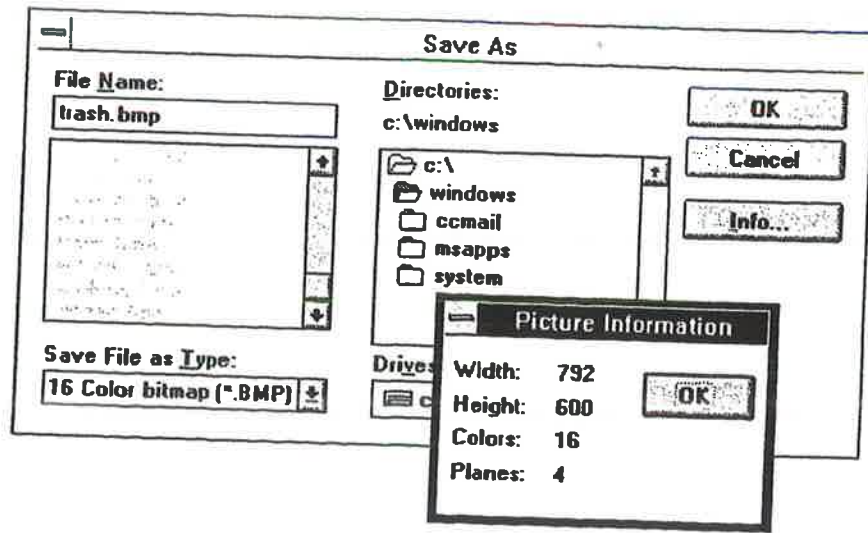 Save As
File Name:
trash.bmp
Directories:
c:\windows
c:\
windows
ccmail
msapps
system
OK
Cancel
Info...
Save File as Type:
16 Color bitmap (*.BMP)
Drives
c
Picture Information
Width: 792
Height: 600
Colors: 16
Planes: 4
OK